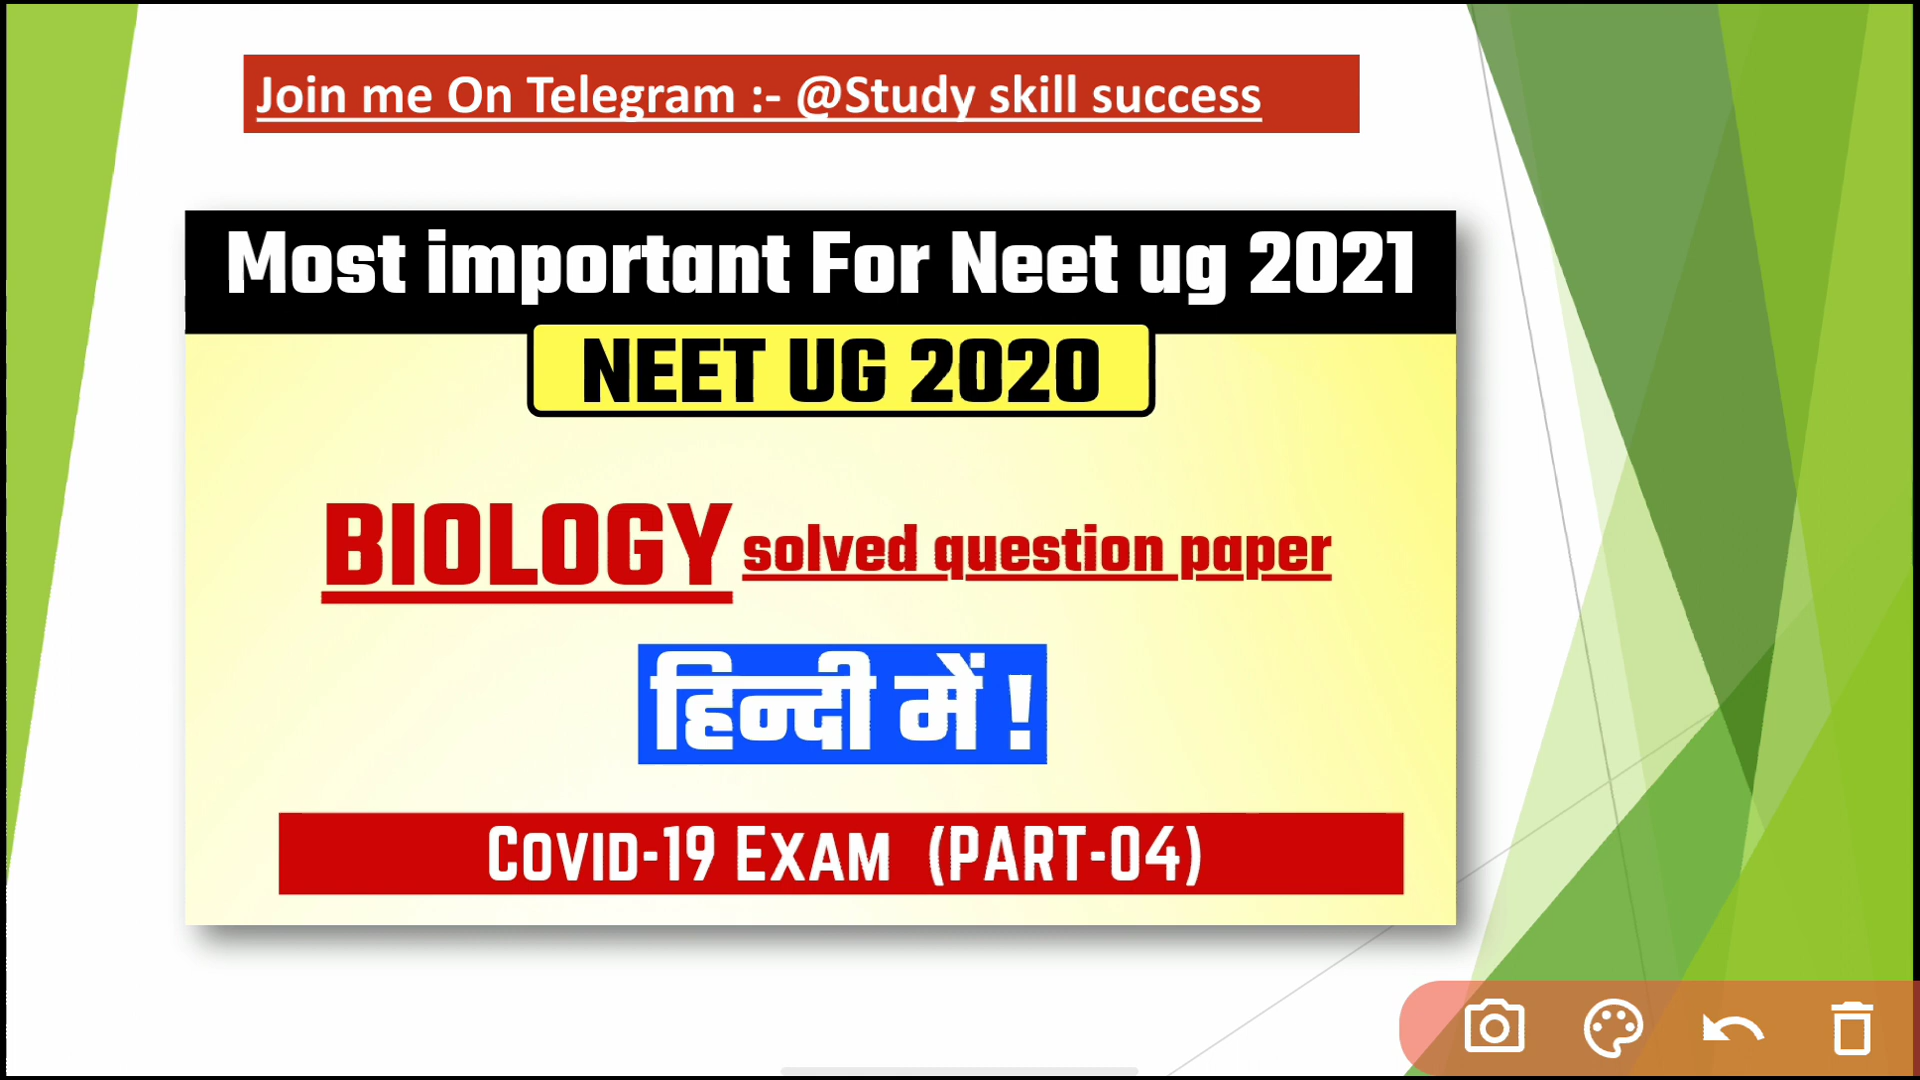 Join me On Telegram :- @Study skill success
Most important For Neet ug 2021
NEET UG 2020
BIOLOGY solved question paper
हिन्दी में !
COVID-19 EXAM (PART-04)